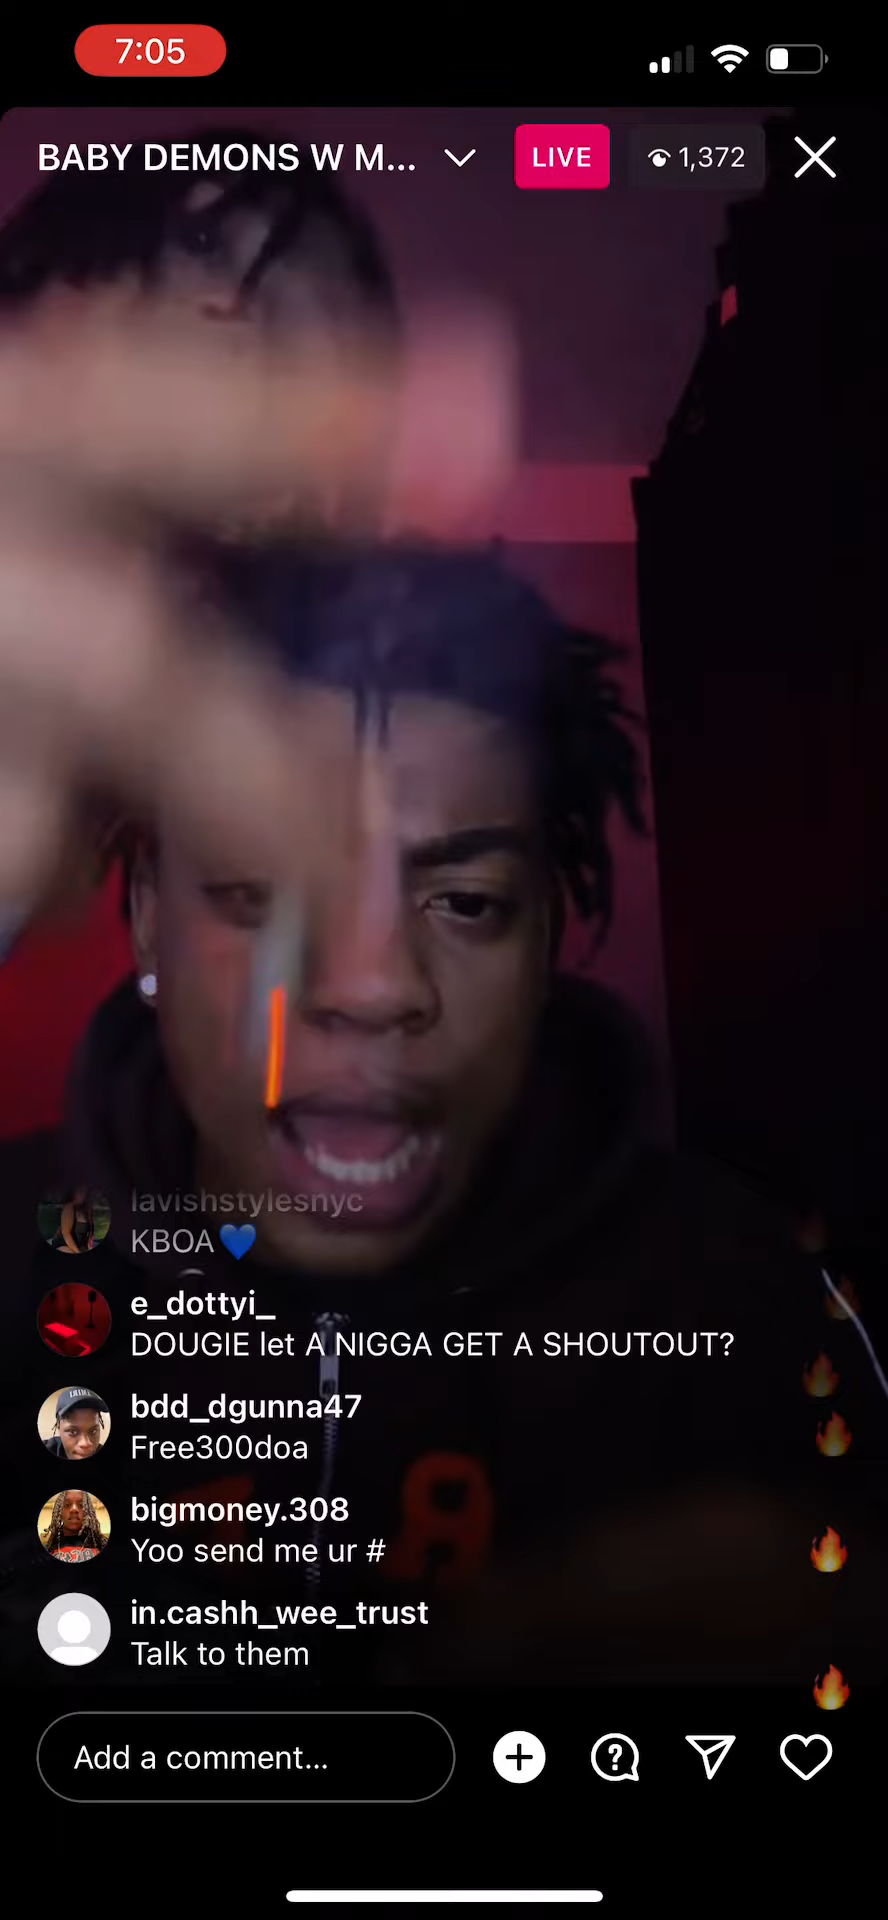 7:05
BABY DEMONS W M...
LIVE
1,372
lavishstylesnyc
KBOA💙
e_dottyi_
DOUGIE let A NIGGA GET A SHOUTOUT?
bdd_dgunna47
Free300doa
bigmoney.308
Yoo send me ur #
in.cashh_wee_trust
Talk to them
Add a comment...